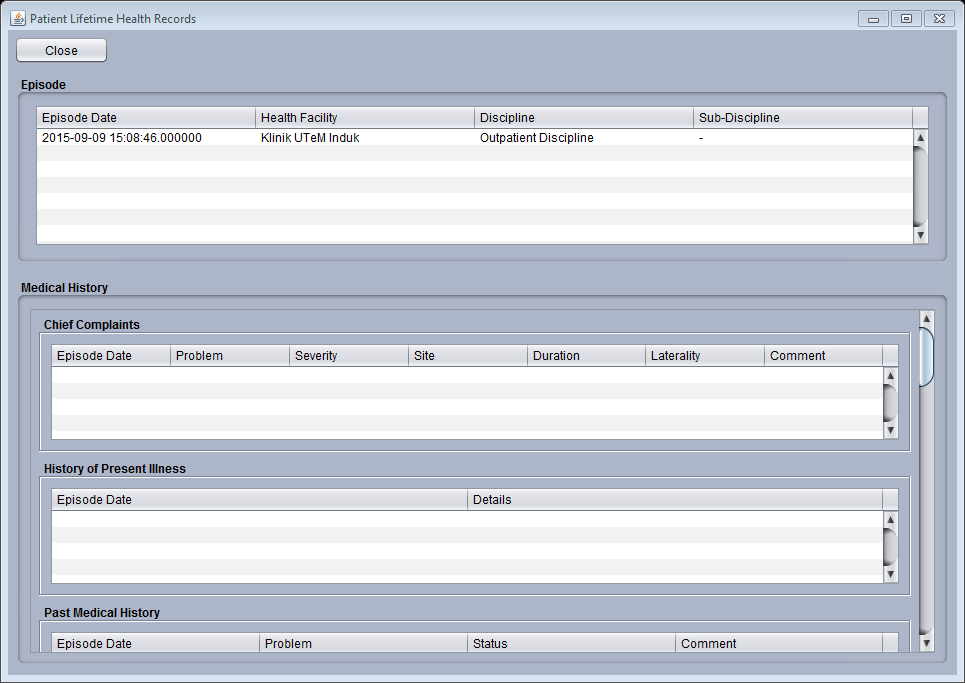 Patient Lifetime Health Records
Close
Episode
Episode Date Health Facility Discipline Sub-Discipline
2015-09-09 15:08:46.000000 Klinik UTeM Induk Outpatient Discipline -
Medical History
Chief Complaints
Episode Date Problem Severity Site Duration Laterality Comment
History of Present Illness
Episode Date Details
Past Medical History
Episode Date Problem Status Comment